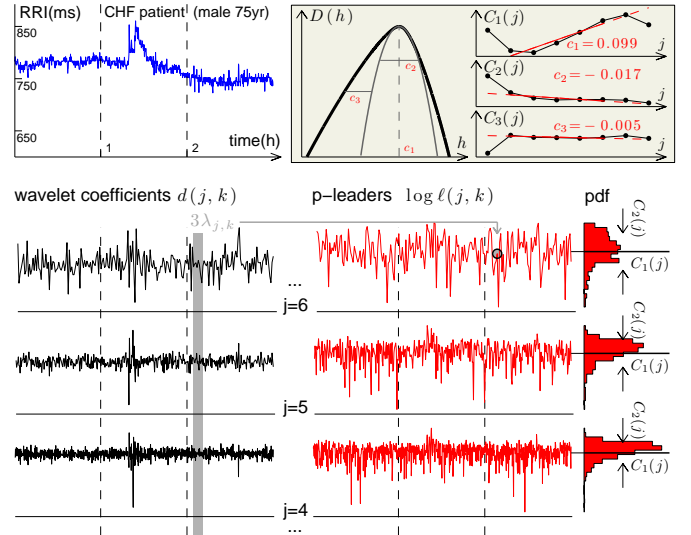 RRI(ms) CHF patient (male 75yr)
850
750
650
time(h)
1 2
D(h)
c₂
c₃
c₁
h
C₁(j)
c₁=0.099
j
C₂(j)
c₂=−0.017
j
C₃(j)
c₃=−0.005
j
wavelet coefficients d(j, k)
p−leaders log ℓ(j, k)
pdf
3λⱼ,ₖ
C₂(j)
C₁(j)
...
j=6
C₂(j)
C₁(j)
j=5
C₂(j)
C₁(j)
j=4
...